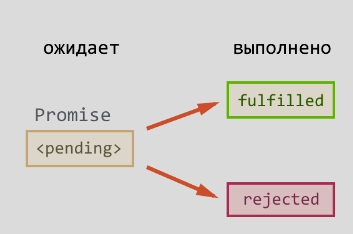 ожидает
выполнено
Promise
<pending>
fulfilled
rejected